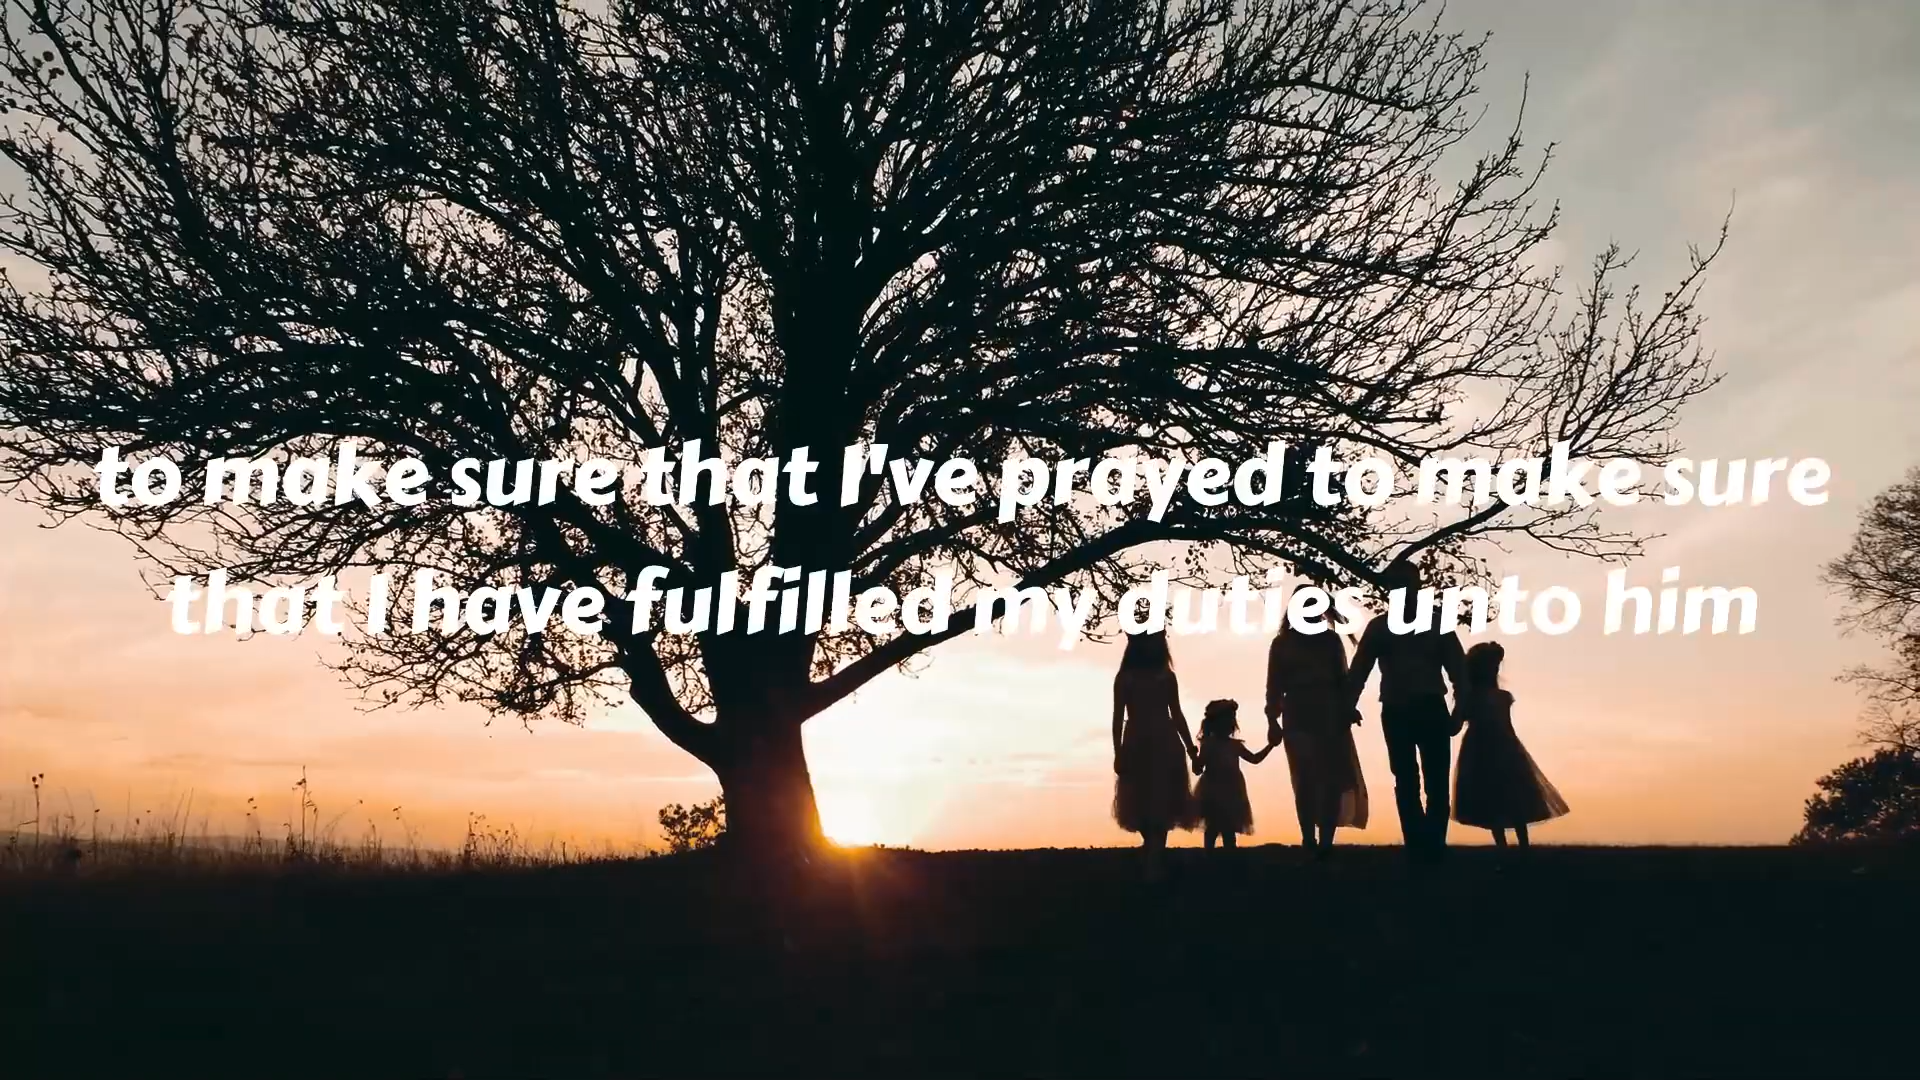 to make sure that I've prayed to make sure
that I have fulfilled my duties unto him